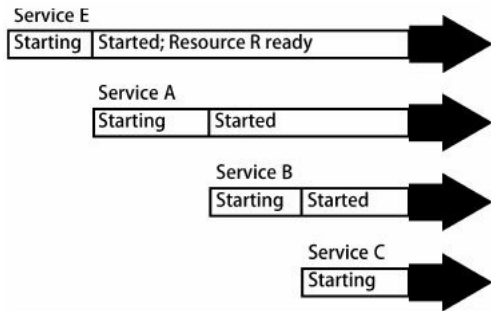 Service E
Starting Started; Resource R ready
Service A
Starting Started
Service B
Starting Started
Service C
Starting